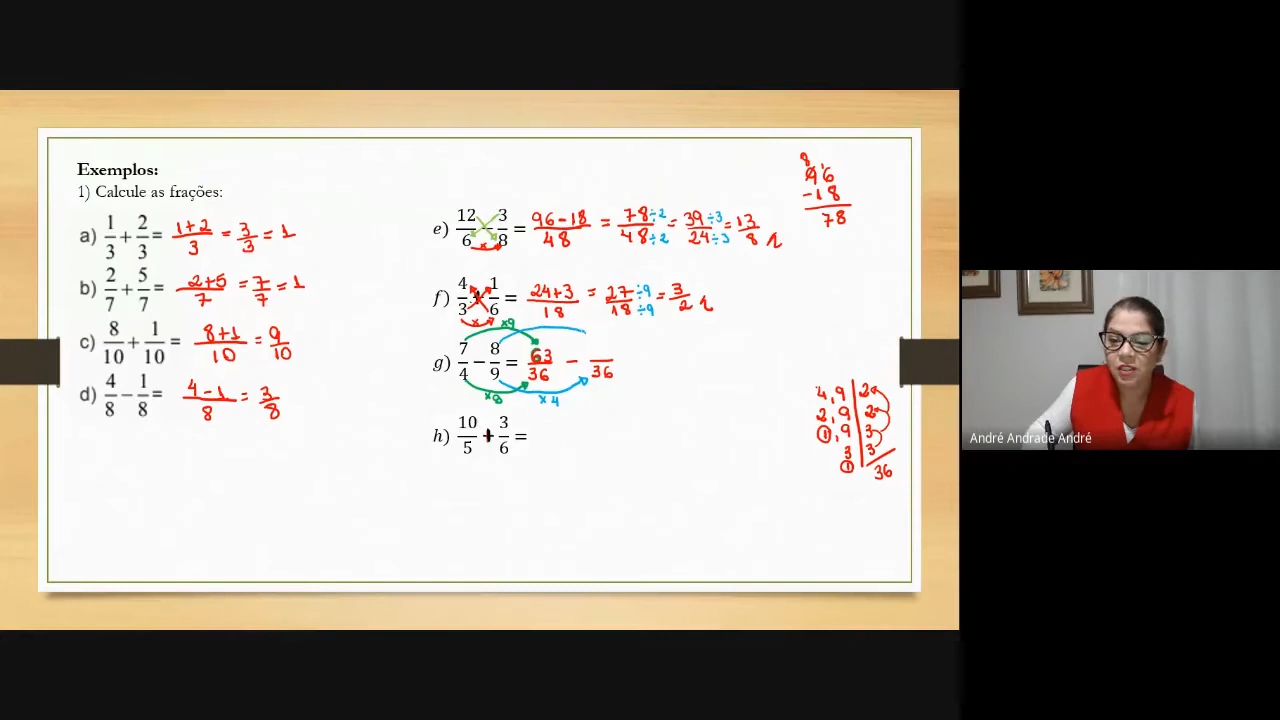 Exemplos:
1) Calcule as frações:
a) 1/3 + 2/3 = 1+2/3 = 3/3 = 1
b) 2/7 + 5/7 = 2+5/7 = 7/7 = 1
c) 8/10 + 1/10 = 8+1/10 = 9/10
d) 4/8 − 1/8 = 4−1/8 = 3/8
e) 12/6 3/8 = 96−18/48 = 78÷2/48÷2 = 39÷3/24÷3 = 13/8
x
f) 4/3 + 1/6 = 24+3/18 = 27÷9/18÷9 = 3/2
x
x9
g) 7/4 − 8/9 = 63/36 − /36
x8 x4
h) 10/5 + 3/6 =
8
96
−18
78
4, 9 | 2
2, 9 | 2
1, 9 | 3
3 | 3
1 36
André Andrade André